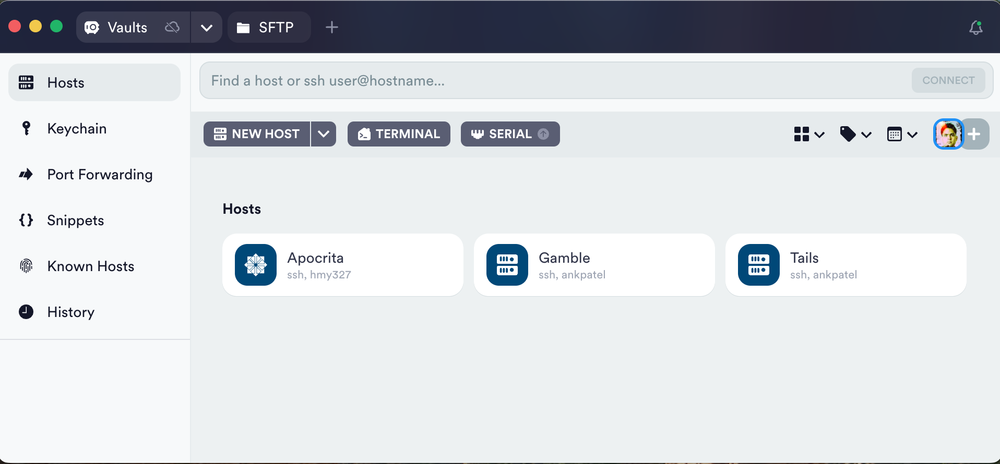 Vaults
SFTP
Hosts
Keychain
Port Forwarding
Snippets
Known Hosts
History
Find a host or ssh user@hostname...
CONNECT
NEW HOST
TERMINAL
SERIAL
Hosts
Apocrita
ssh, hmy327
Gamble
ssh, ankpatel
Tails
ssh, ankpatel